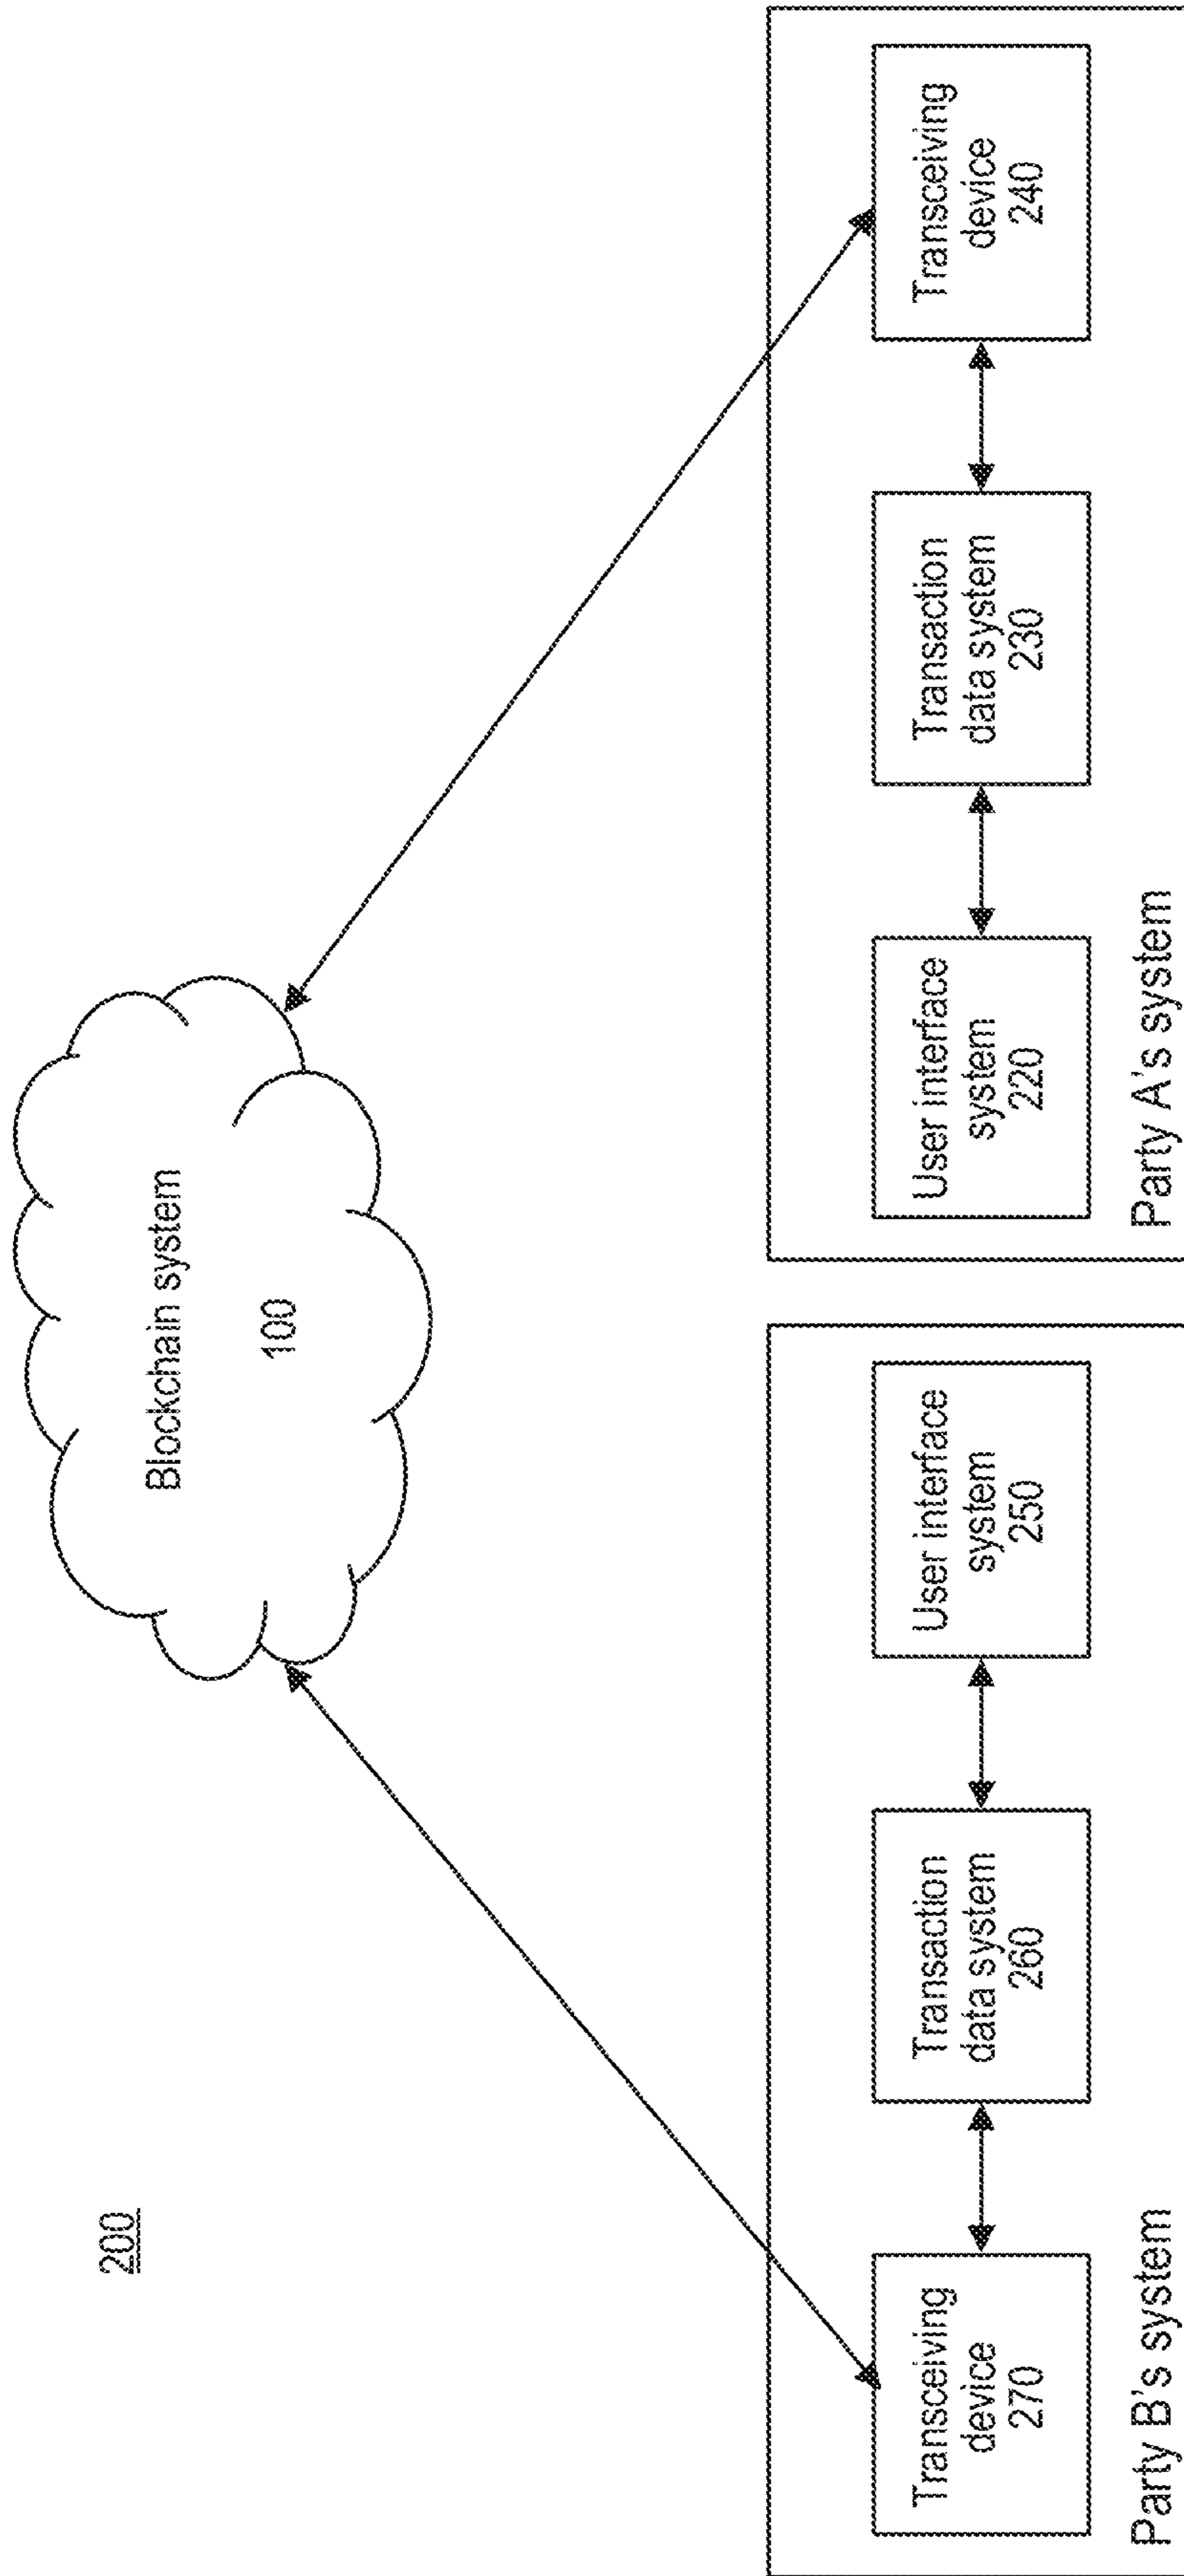 200
Blockchain system
100
Transceiving
device
270
Transaction
data system
260
User interface
system
250
Party B's system
User interface
system
220
Transaction
data system
230
Transceiving
device
240
Party A's system